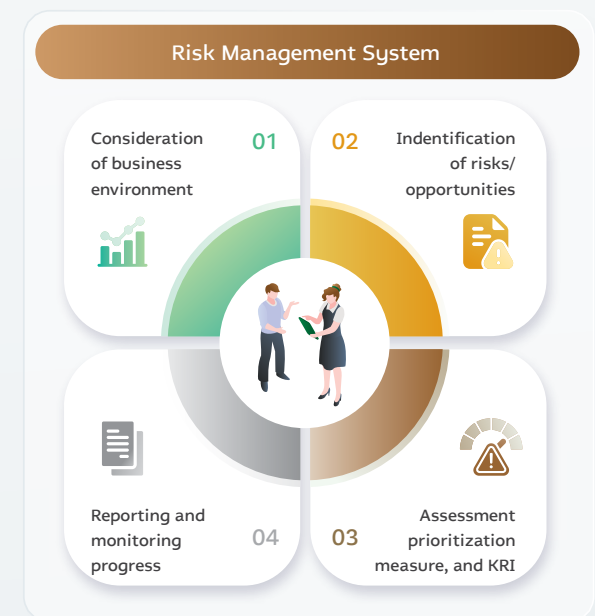 Risk Management System
Consideration
of business
environment
01
02
Indentification
of risks/
opportunities
Reporting and
monitoring
progress
04
03
Assessment
prioritization
measure, and KRI